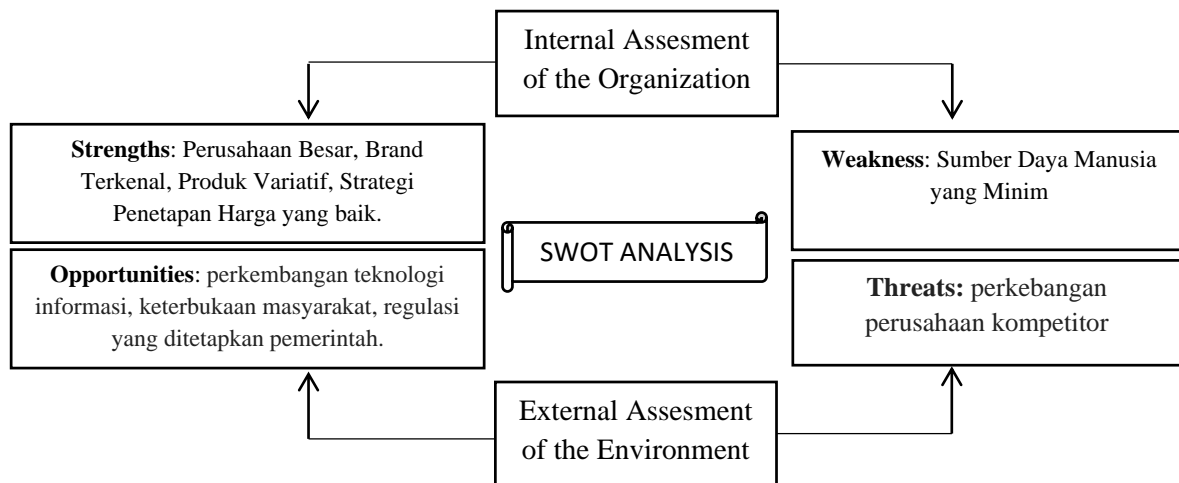 Internal Assesment
of the Organization
Strengths: Perusahaan Besar, Brand
Terkenal, Produk Variatif, Strategi
Penetapan Harga yang baik.
Weakness: Sumber Daya Manusia
yang Minim
SWOT ANALYSIS
Opportunities: perkembangan teknologi
informasi, keterbukaan masyarakat, regulasi
yang ditetapkan pemerintah.
Threats: perkebangan
perusahaan kompetitor
External Assesment
of the Environment